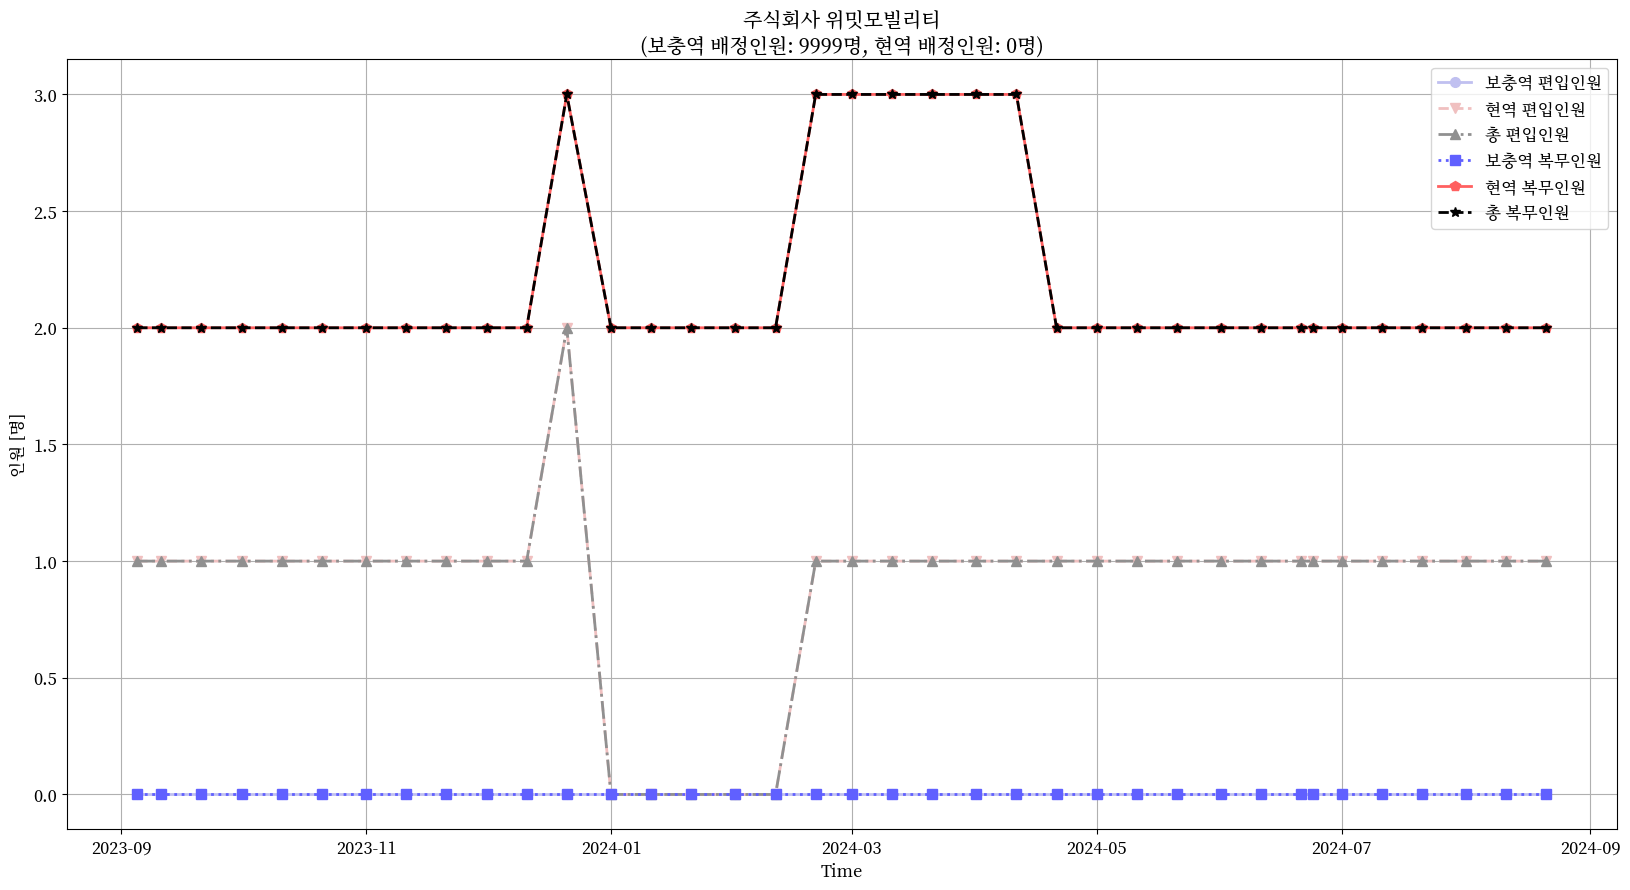 주식회사 위밋모빌리티
(보충역 배정인원: 9999명, 현역 배정인원: 0명)
보충역 편입인원
현역 편입인원
총 편입인원
보충역 복무인원
현역 복무인원
총 복무인원
인원 [명]
3.0
2.5
2.0
1.5
1.0
0.5
0.0
2023-09
2023-11
2024-01
2024-03
2024-05
2024-07
2024-09
Time